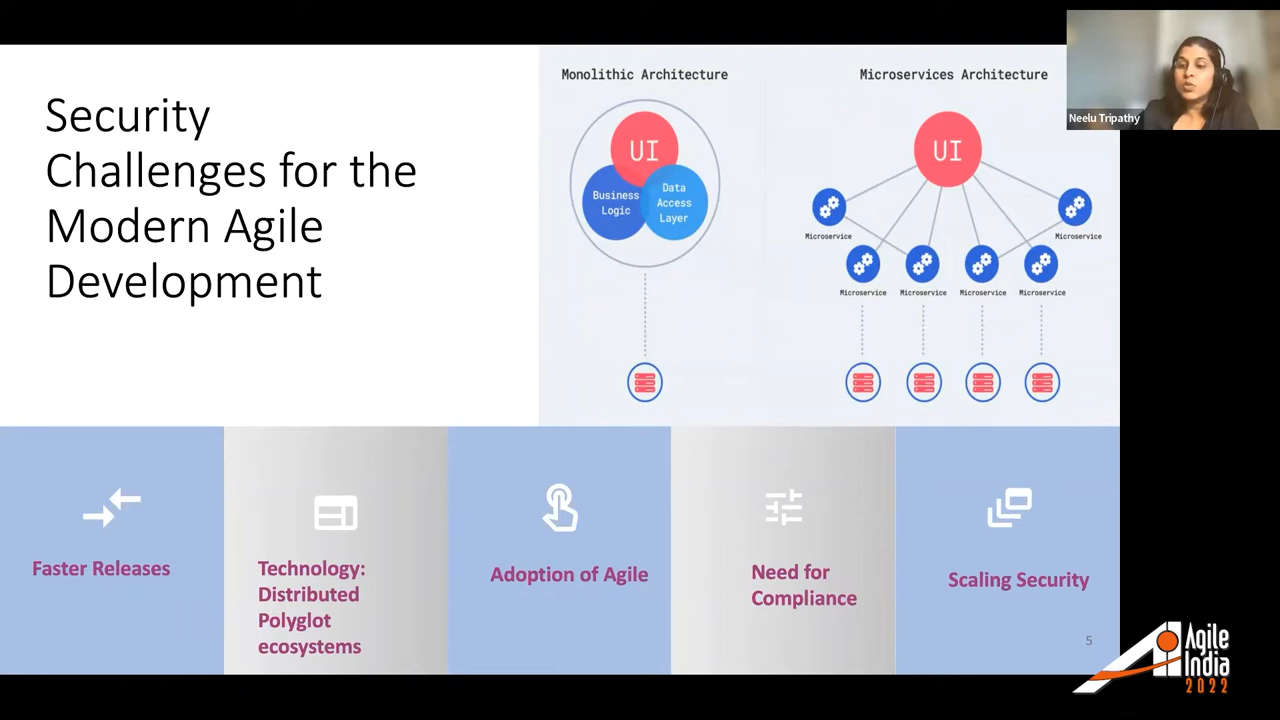 Security
Challenges for the
Modern Agile
Development
Monolithic Architecture
UI
Business
Logic
Data
Access
Layer
Microservices Architecture
UI
Microservice
Microservice
Microservice
Microservice
Microservice
Microservice
Neelu Tripathy
Faster Releases
Technology:
Distributed
Polyglot
ecosystems
Adoption of Agile
Need for
Compliance
Scaling Security
5
Agile
India
2022